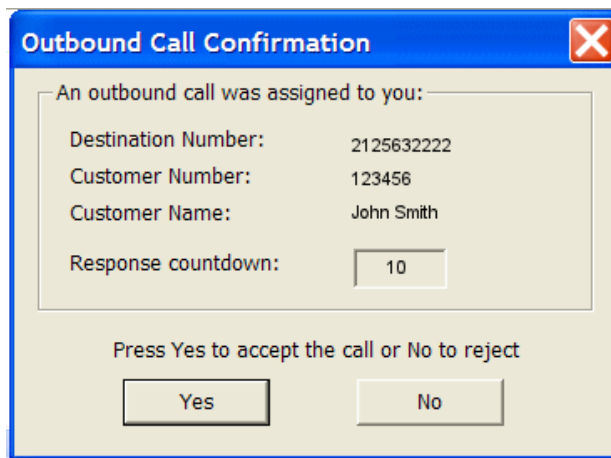 Outbound Call Confirmation
An outbound call was assigned to you:
Destination Number: 2125632222
Customer Number: 123456
Customer Name: John Smith
Response countdown: 10
Press Yes to accept the call or No to reject
Yes No